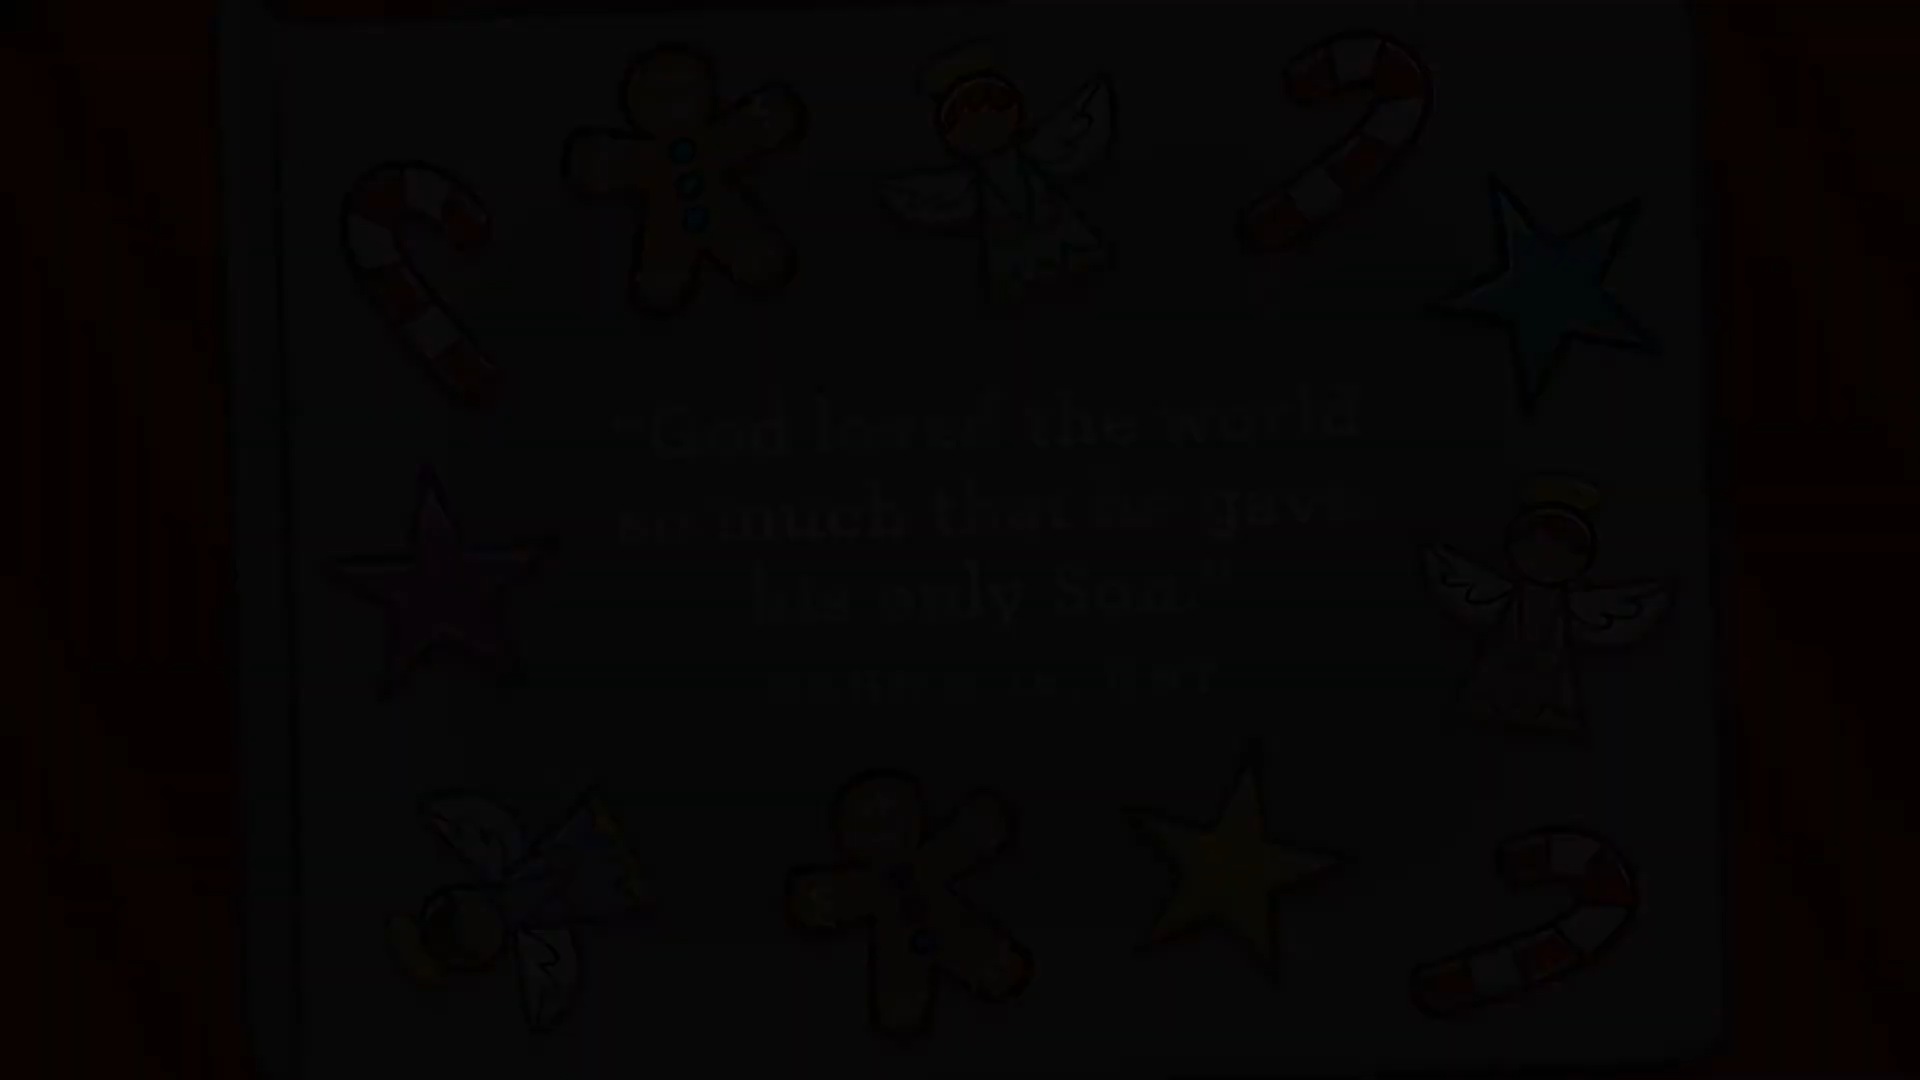 "God loved the world
so much that he gave
his only Son"